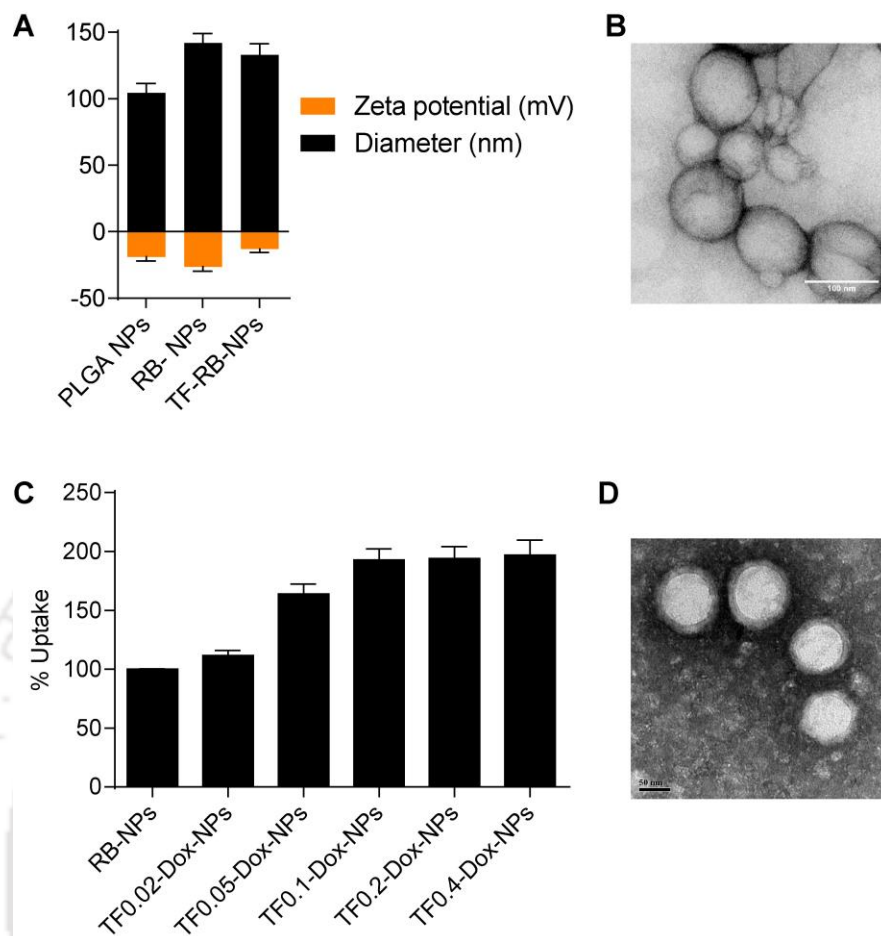 A
150
100
50
0
-50
PLGA NPs
RB- NPs
TF-RB-NPs
Zeta potential (mV)
Diameter (nm)
B
100 nm
C
% Uptake
250
200
150
100
50
0
RB-NPs
TF0.02-Dox-NPs
TF0.05-Dox-NPs
TF0.1-Dox-NPs
TF0.2-Dox-NPs
TF0.4-Dox-NPs
D
50 nm